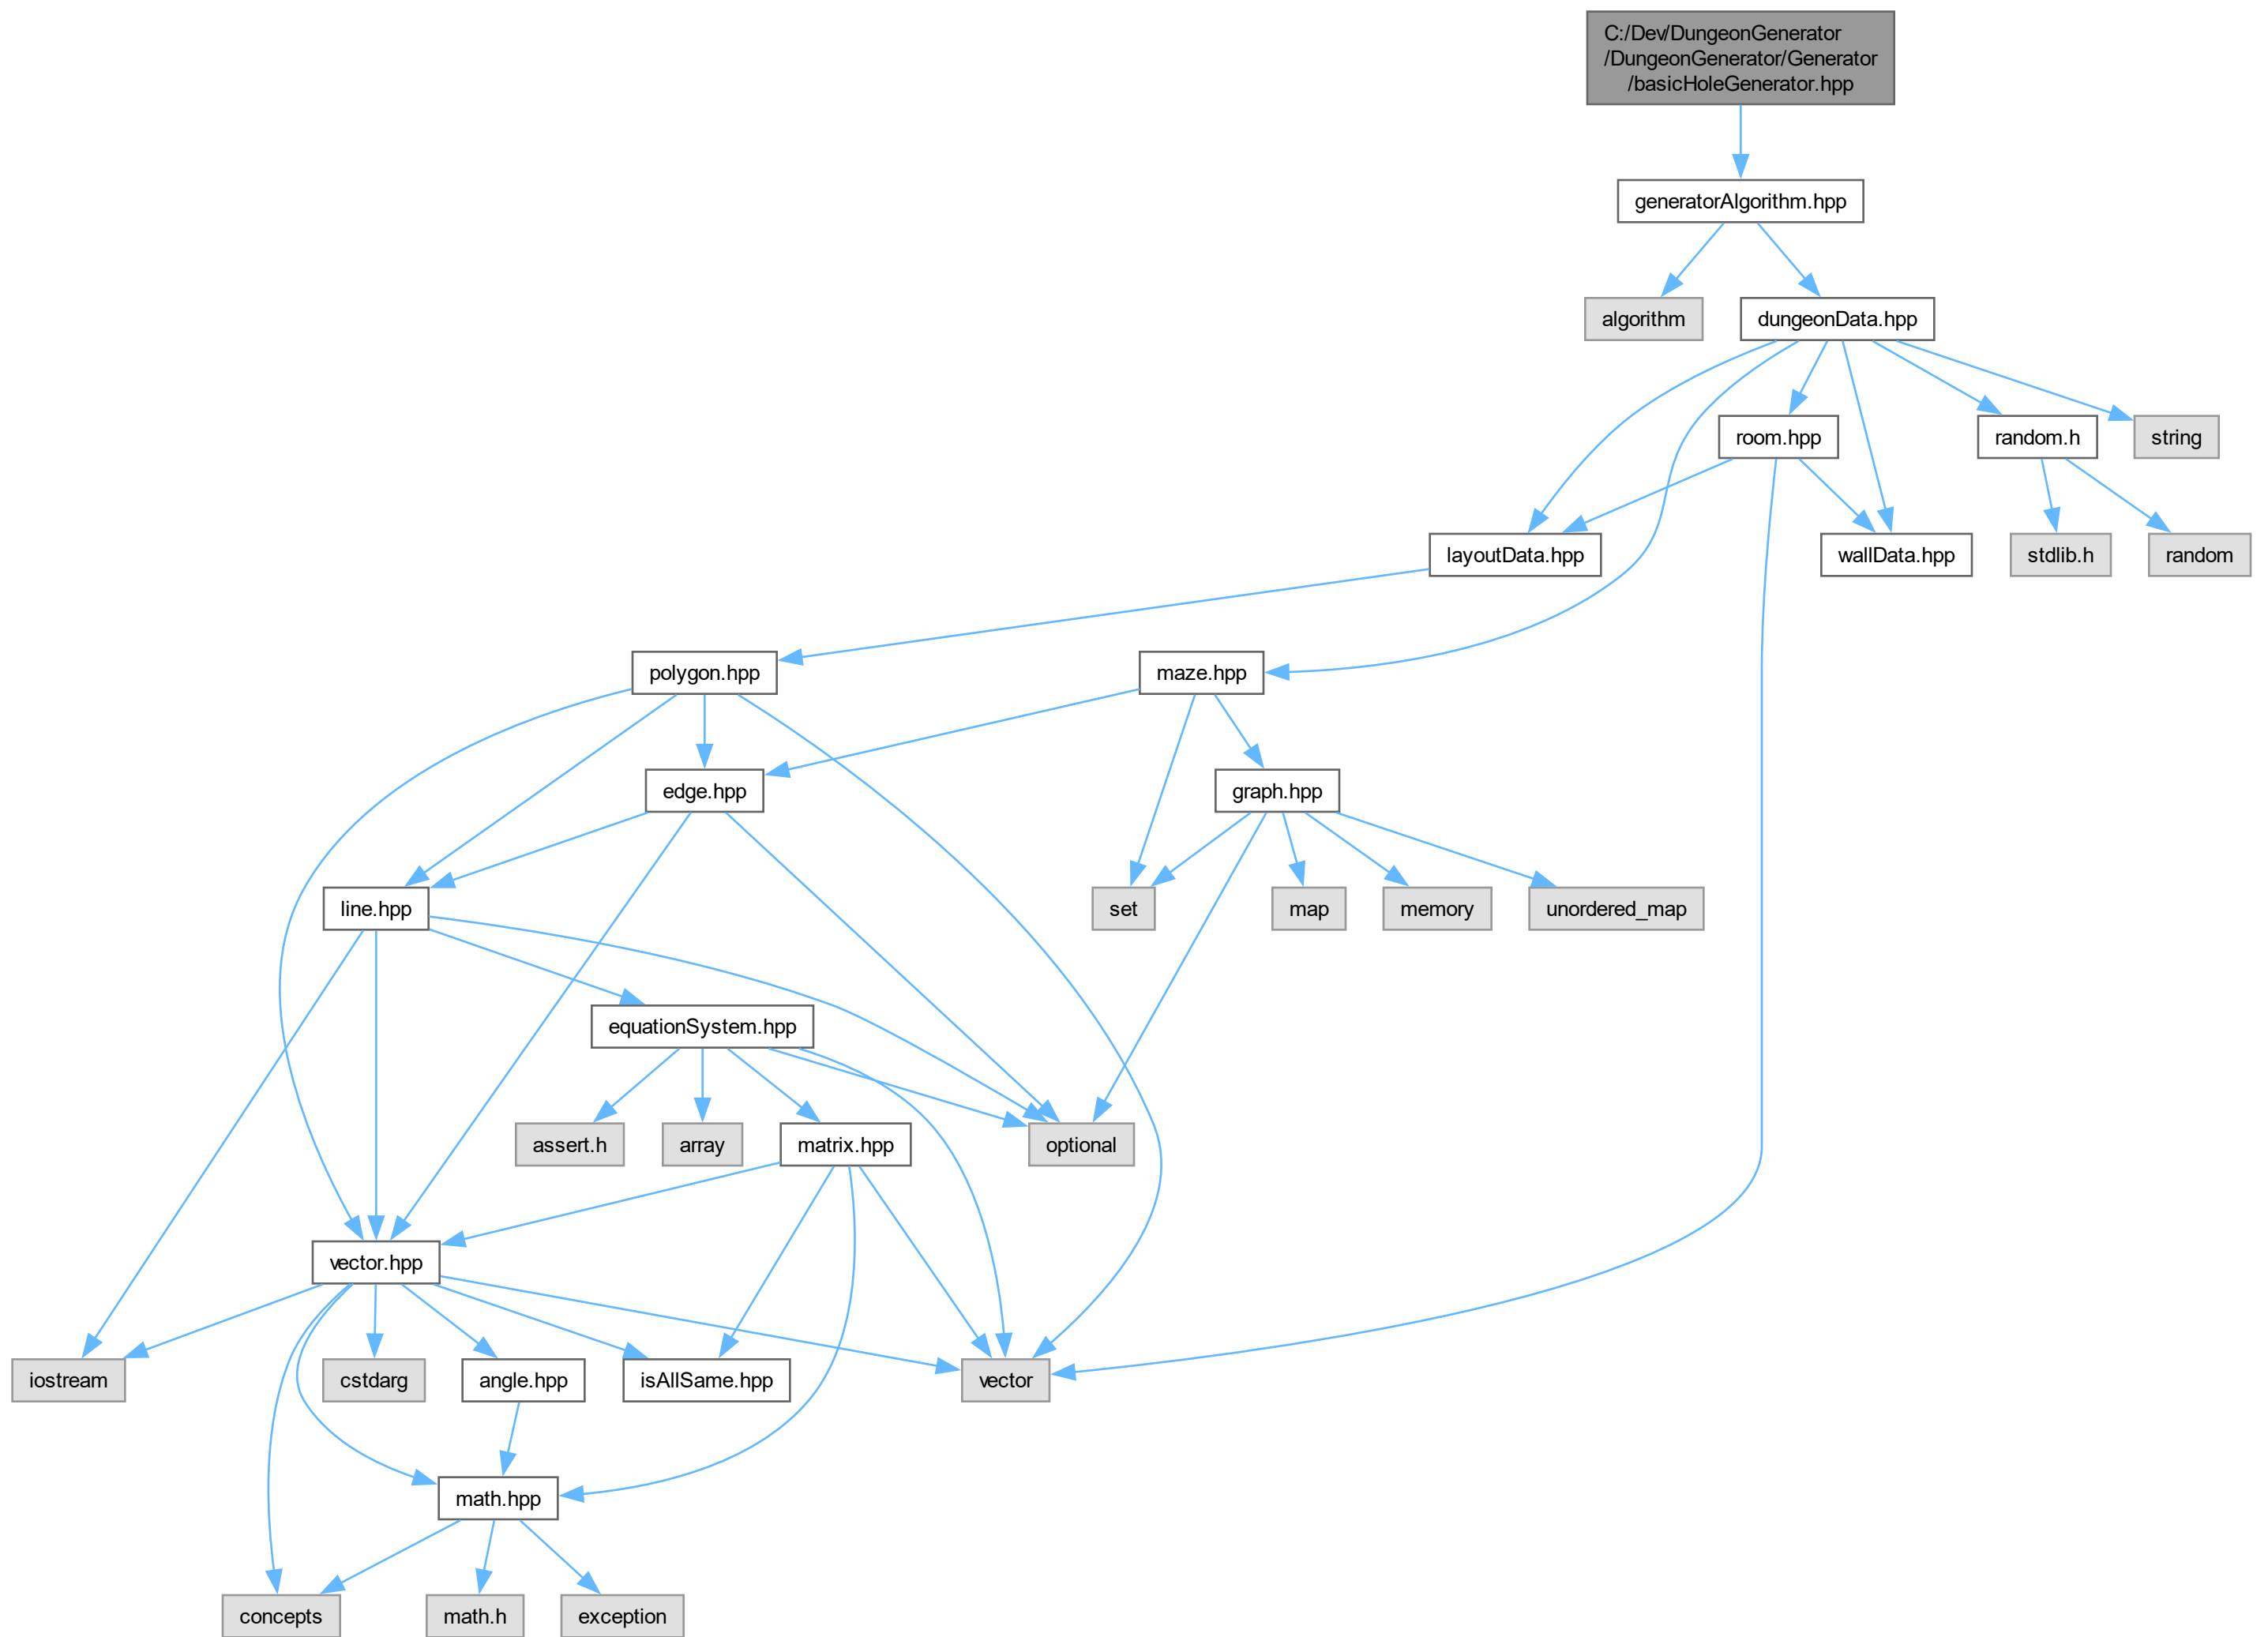 C:/Dev/DungeonGenerator
/DungeonGenerator/Generator
/basicHoleGenerator.hpp
generatorAlgorithm.hpp
algorithm
dungeonData.hpp
room.hpp
random.h
string
layoutData.hpp
wallData.hpp
stdlib.h
random
polygon.hpp
maze.hpp
edge.hpp
graph.hpp
line.hpp
set
map
memory
unordered_map
equationSystem.hpp
assert.h
array
matrix.hpp
optional
vector.hpp
iostream
cstdarg
angle.hpp
isAllSame.hpp
vector
math.hpp
concepts
math.h
exception